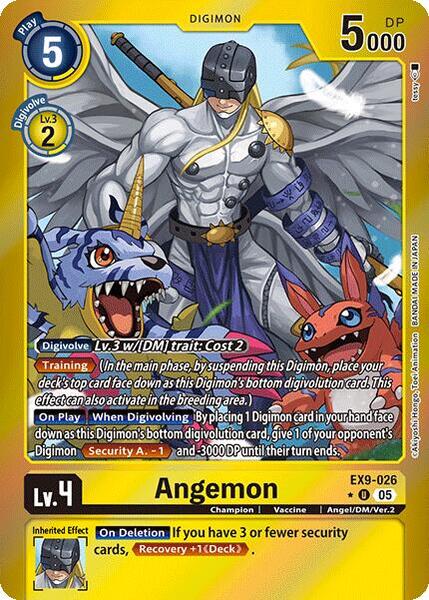 DIGIMON
Play
5
DP
5000
Digivolve
Lv.3
2
tessy
©Akiyoshi Hongo, Toei Animation BANDAI MADE IN JAPAN
Digivolve Lv.3 w/[DM] trait: Cost 2
Training (In the main phase, by suspending this Digimon, place your
deck's top card face down as this Digimon's bottom digivolution card. This
effect can also activate in the breeding area.)
On Play When Digivolving By placing 1 Digimon card in your hand face
down as this Digimon's bottom digivolution card, give 1 of your opponent's
Digimon Security A. -1 and -3000 DP until their turn ends.
Lv.4
Angemon
EX9-026
U 05
Champion | Vaccine | Angel/DM/Ver.2
Inherited Effect
On Deletion If you have 3 or fewer security
cards, Recovery +1《Deck》.